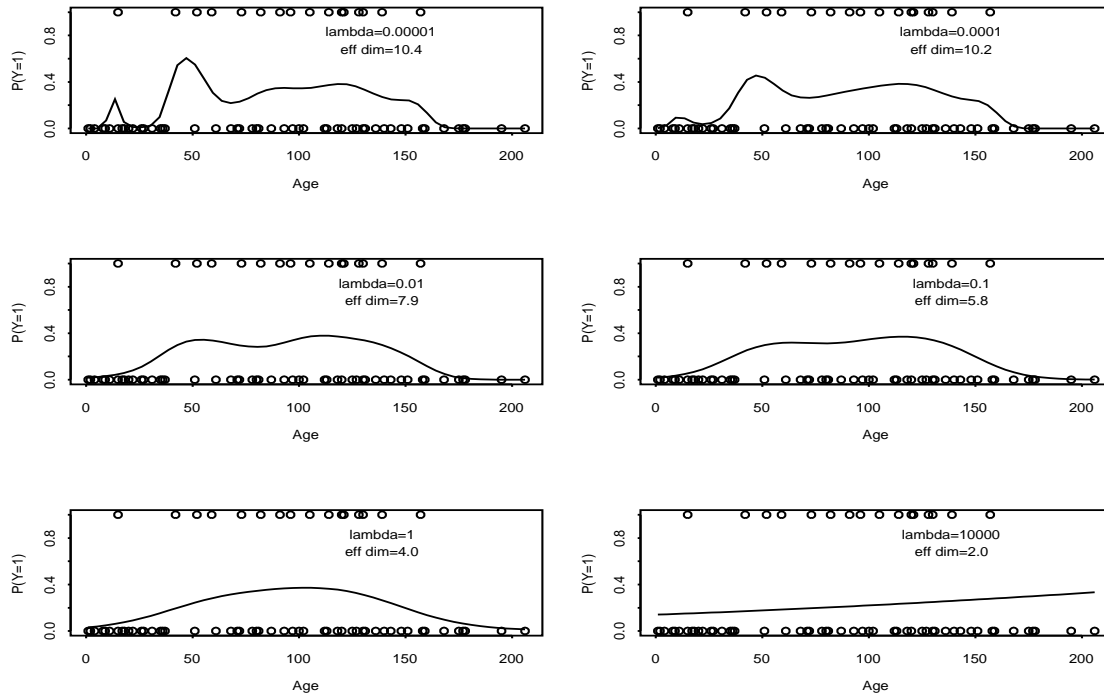 lambda=0.00001
eff dim=10.4
P(Y=1)
0.8
0.4
0.0
0 50 100 150 200
Age
lambda=0.0001
eff dim=10.2
P(Y=1)
0.8
0.4
0.0
0 50 100 150 200
Age
lambda=0.01
eff dim=7.9
P(Y=1)
0.8
0.4
0.0
0 50 100 150 200
Age
lambda=0.1
eff dim=5.8
P(Y=1)
0.8
0.4
0.0
0 50 100 150 200
Age
lambda=1
eff dim=4.0
P(Y=1)
0.8
0.4
0.0
0 50 100 150 200
Age
lambda=10000
eff dim=2.0
P(Y=1)
0.8
0.4
0.0
0 50 100 150 200
Age